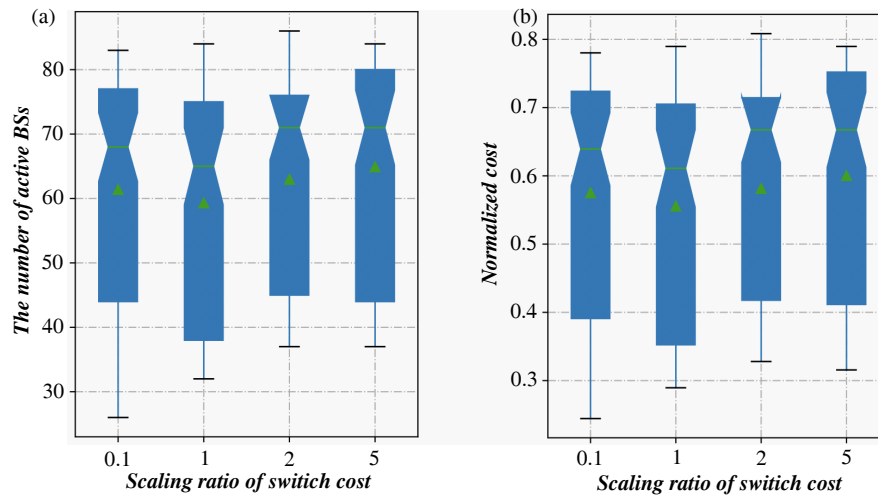 (a)
The number of active BSs
80
70
60
50
40
30
0.1 1 2 5
Scaling ratio of switich cost
(b)
Normalized cost
0.8
0.7
0.6
0.5
0.4
0.3
0.1 1 2 5
Scaling ratio of switich cost